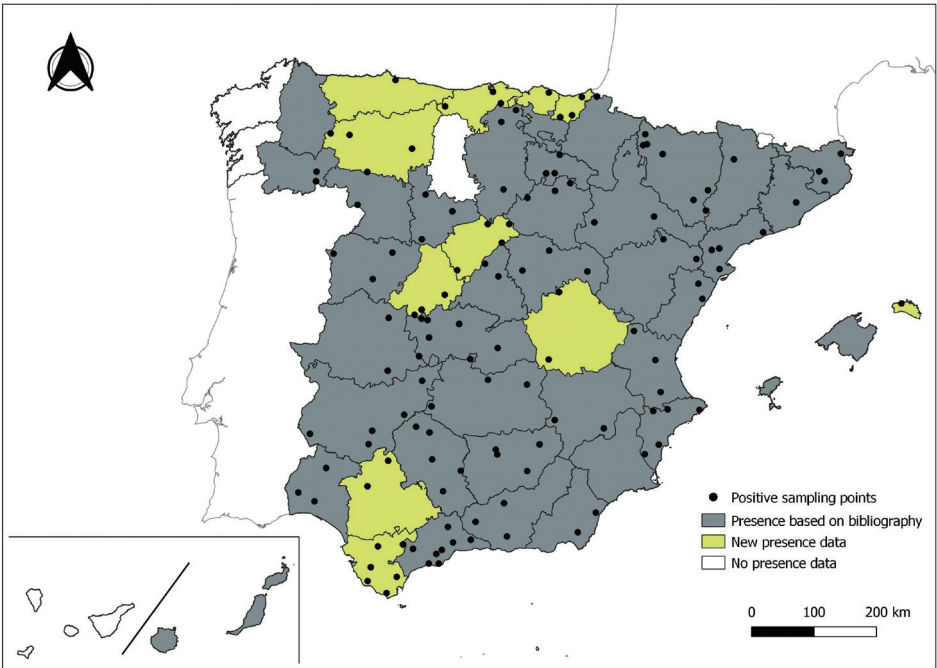 Positive sampling points
Presence based on bibliography
New presence data
No presence data
0 100 200 km